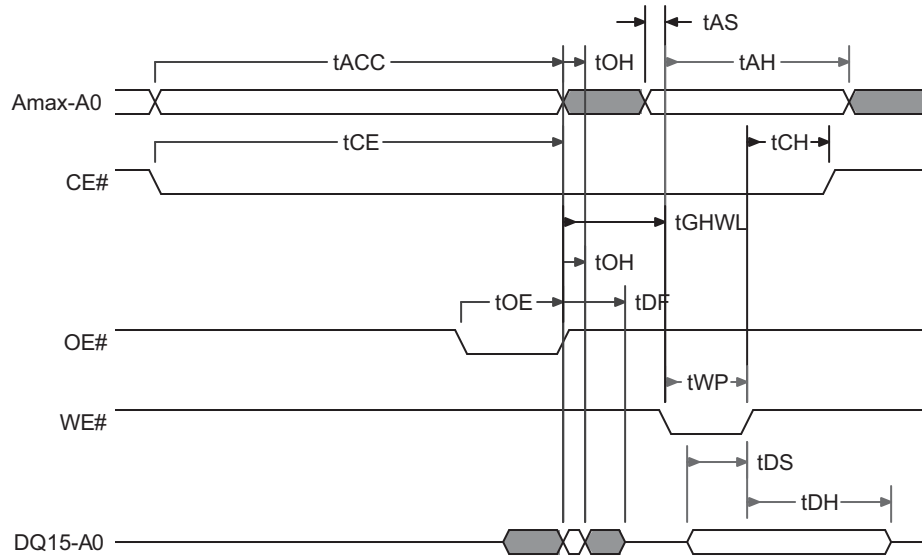 tAS
tACC
tOH
tAH
Amax-A0
tCE
tCH
CE#
tGHWL
tOH
tOE
tDF
OE#
tWP
WE#
tDS
tDH
DQ15-A0